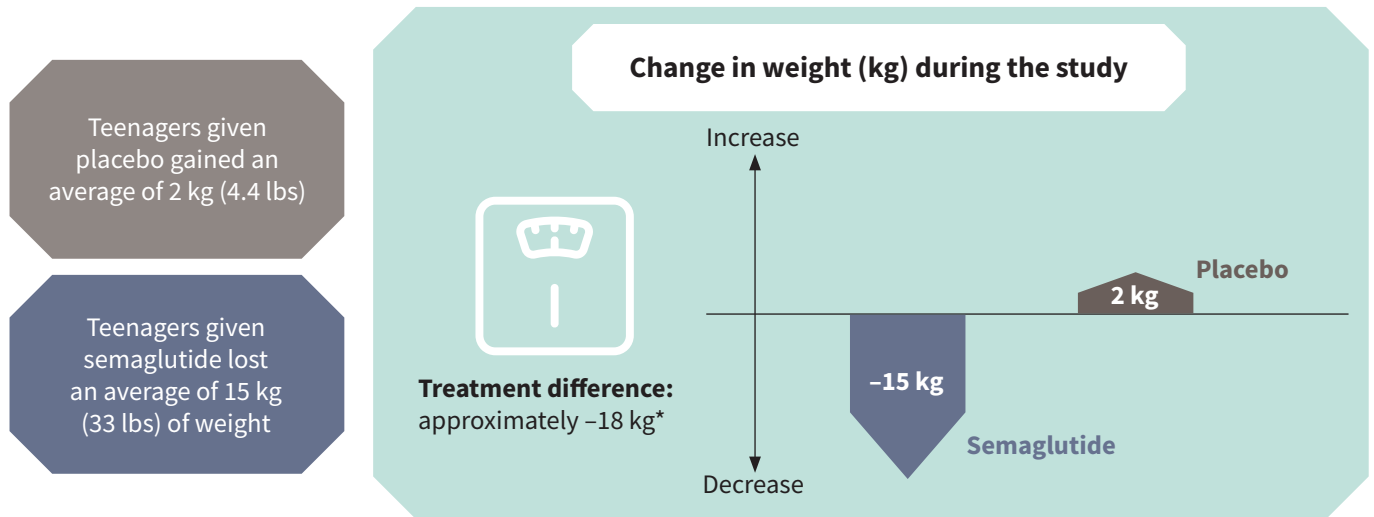 Teenagers given
placebo gained an
average of 2 kg (4.4 lbs)
Teenagers given
semaglutide lost
an average of 15 kg
(33 lbs) of weight
Change in weight (kg) during the study
Increase
Placebo
2 kg
–15 kg
Treatment difference:
approximately –18 kg*
Semaglutide
Decrease